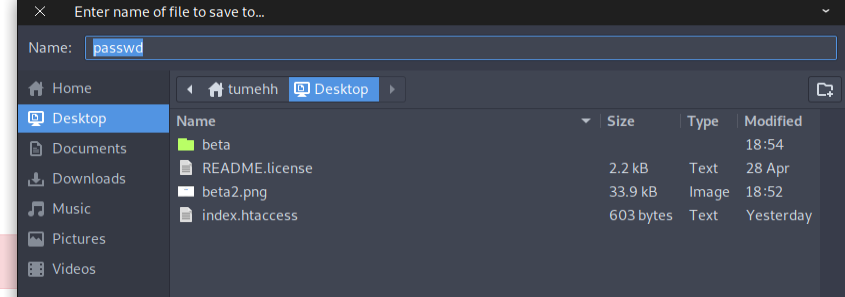 Enter name of file to save to...
Name: passwd
Home
Desktop
Documents
Downloads
Music
Pictures
Videos
tumehh Desktop
Name Size Type Modified
beta 18:54
README.license 2.2 kB Text 28 Apr
beta2.png 33.9 kB Image 18:52
index.htaccess 603 bytes Text Yesterday